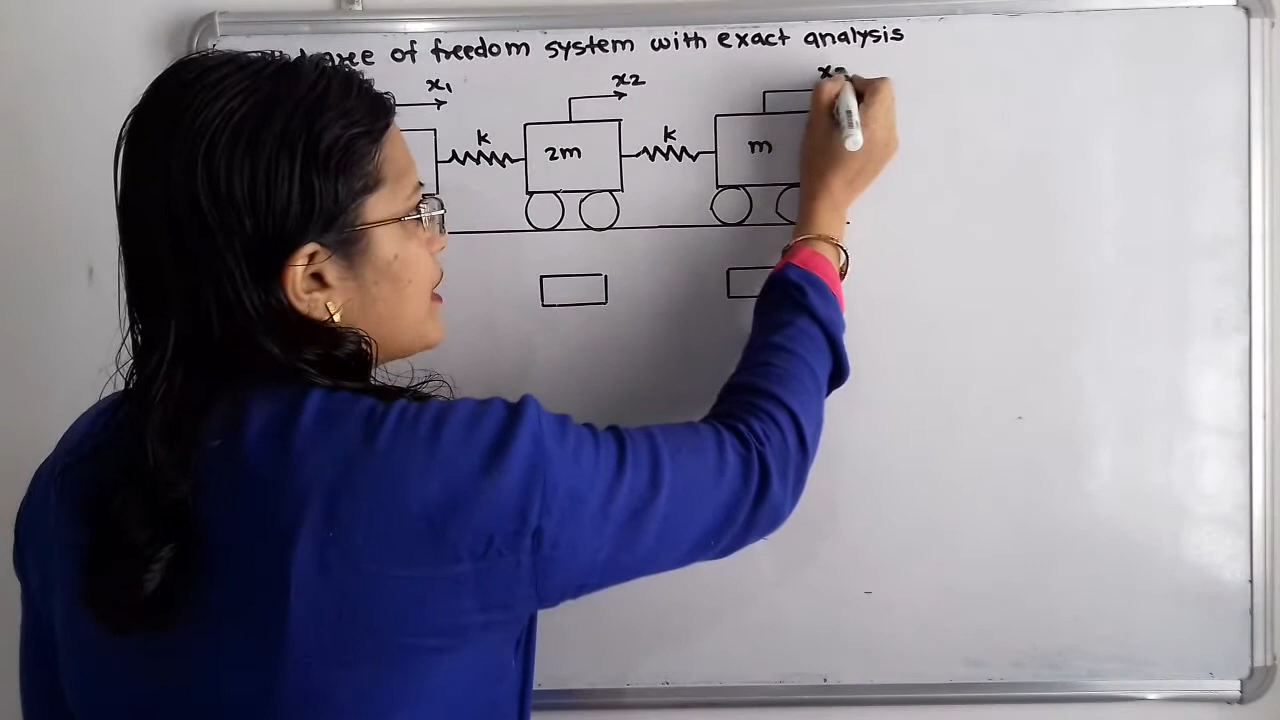 of freedom system with exact analysis
x1 x2
k k
2m m